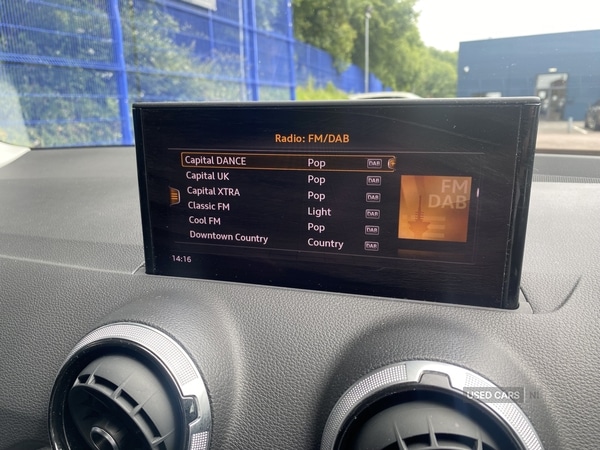 Radio: FM/DAB
Capital DANCE Pop DAB
Capital UK Pop DAB
Capital XTRA Pop DAB
Classic FM Light DAB
Cool FM Pop DAB
Downtown Country Country DAB
FM
DAB
14:16
USED CARS NI